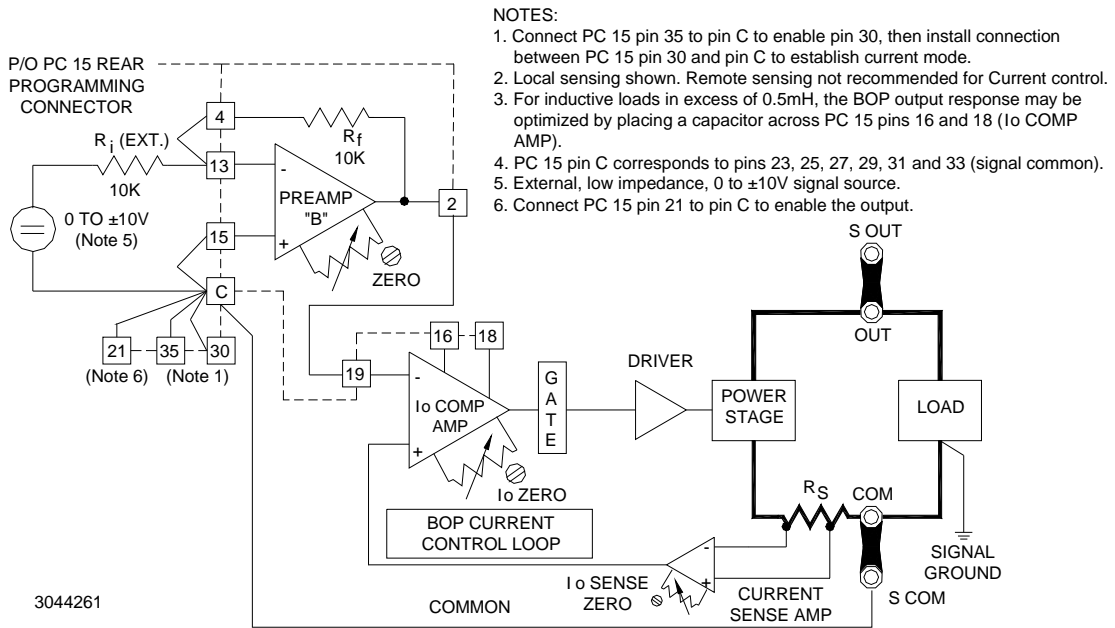 NOTES:
1. Connect PC 15 pin 35 to pin C to enable pin 30, then install connection
between PC 15 pin 30 and pin C to establish current mode.
2. Local sensing shown. Remote sensing not recommended for Current control.
3. For inductive loads in excess of 0.5mH, the BOP output response may be
optimized by placing a capacitor across PC 15 pins 16 and 18 (Io COMP
AMP).
4. PC 15 pin C corresponds to pins 23, 25, 27, 29, 31 and 33 (signal common).
5. External, low impedance, 0 to ±10V signal source.
6. Connect PC 15 pin 21 to pin C to enable the output.
P/O PC 15 REAR
PROGRAMMING
CONNECTOR
4
Rf
10K
Ri (EXT.)
10K
13
-
PREAMP
"B"
+
2
0 TO ±10V
(Note 5)
15
ZERO
C
21
35
30
(Note 6)
(Note 1)
16
18
19
-
Io COMP
AMP
+
Io ZERO
GATE
DRIVER
POWER
STAGE
S OUT
OUT
LOAD
RS
COM
S COM
SIGNAL
GROUND
BOP CURRENT
CONTROL LOOP
-
+
Io SENSE
ZERO
CURRENT
SENSE AMP
COMMON
3044261